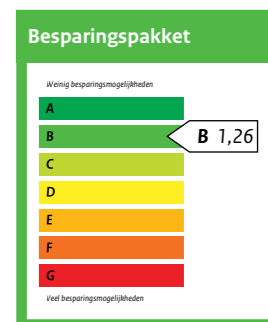 Besparingspakket
Weinig besparingsmogelijkheden
A
B
B 1,26
C
D
E
F
G
Veel besparingsmogelijkheden